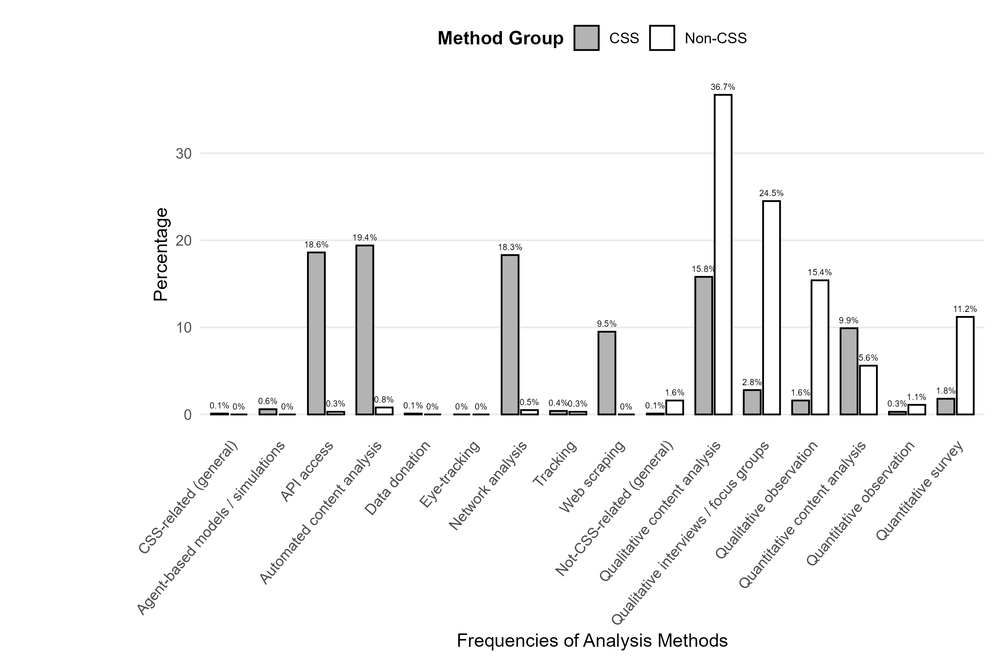 Method Group CSS Non-CSS
Percentage
30
20
10
0
0.1% 0%
0.6% 0%
18.6% 0.3%
19.4% 0.8%
0.1% 0%
0% 0%
18.3% 0.5%
0.4% 0.3%
9.5% 0%
0.1% 1.6%
15.8% 36.7%
2.8% 24.5%
1.6% 15.4%
9.9% 5.6%
0.3% 1.1%
1.8% 11.2%
CSS-related (general)
Agent-based models / simulations
API access
Automated content analysis
Data donation
Eye-tracking
Network analysis
Tracking
Web scraping
Not-CSS-related (general)
Qualitative content analysis
Qualitative interviews / focus groups
Qualitative observation
Quantitative content analysis
Quantitative observation
Quantitative survey
Frequencies of Analysis Methods